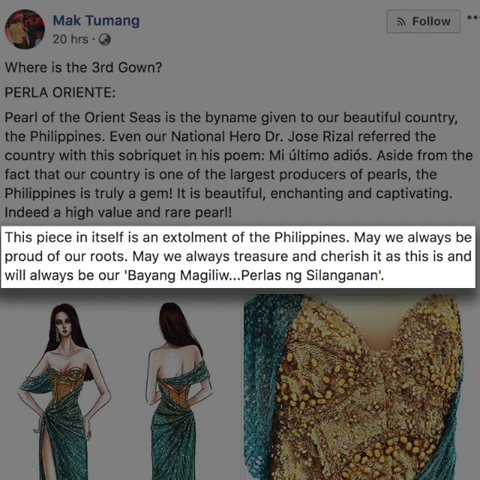 Mak Tumang
Follow
20 hrs ·
Where is the 3rd Gown?
PERLA ORIENTE:
Pearl of the Orient Seas is the byname given to our beautiful country,
the Philippines. Even our National Hero Dr. Jose Rizal referred the
country with this sobriquet in his poem: Mi último adiós. Aside from the
fact that our country is one of the largest producers of pearls, the
Philippines is truly a gem! It is beautiful, enchanting and captivating.
Indeed a high value and rare pearl!
This piece in itself is an extolment of the Philippines. May we always be
proud of our roots. May we always treasure and cherish it as this is and
will always be our 'Bayang Magiliw...Perlas ng Silanganan'.